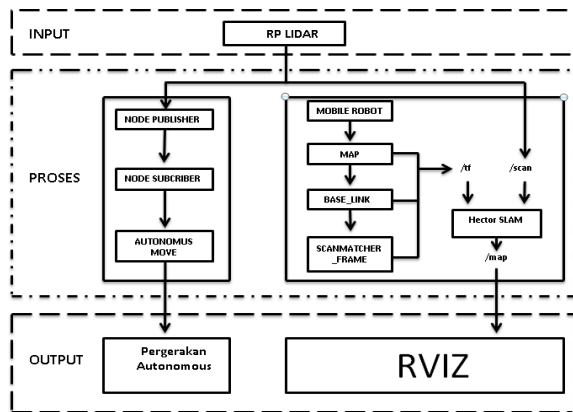 INPUT
RP LIDAR
PROSES
NODE PUBLISHER
NODE SUBCRIBER
AUTONOMUS
MOVE
MOBILE ROBOT
MAP
BASE_LINK
SCANMATCHER
_FRAME
/tf
/scan
Hector SLAM
/map
OUTPUT
Pergerakan
Autonomous
RVIZ